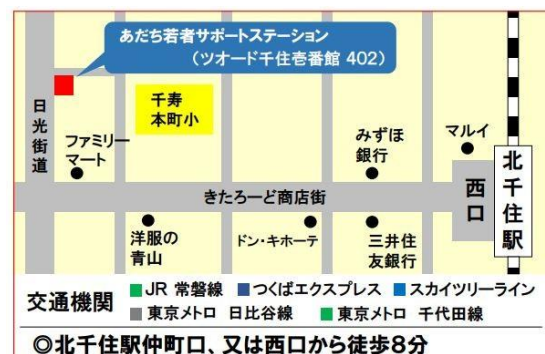 あだち若者サポートステーション
（ツオード千住壱番館 402）
日光街道
千寿
本町小
ファミリー
マート
みずほ
銀行
マルイ
北千住駅
西口
きたろーど商店街
洋服の
青山
ドン・キホーテ
三井住
友銀行
交通機関 ■JR 常磐線 ■つくばエクスプレス ■スカイツリーライン
■東京メトロ 日比谷線 ■東京メトロ 千代田線
◎北千住駅仲町口、又は西口から徒歩8分